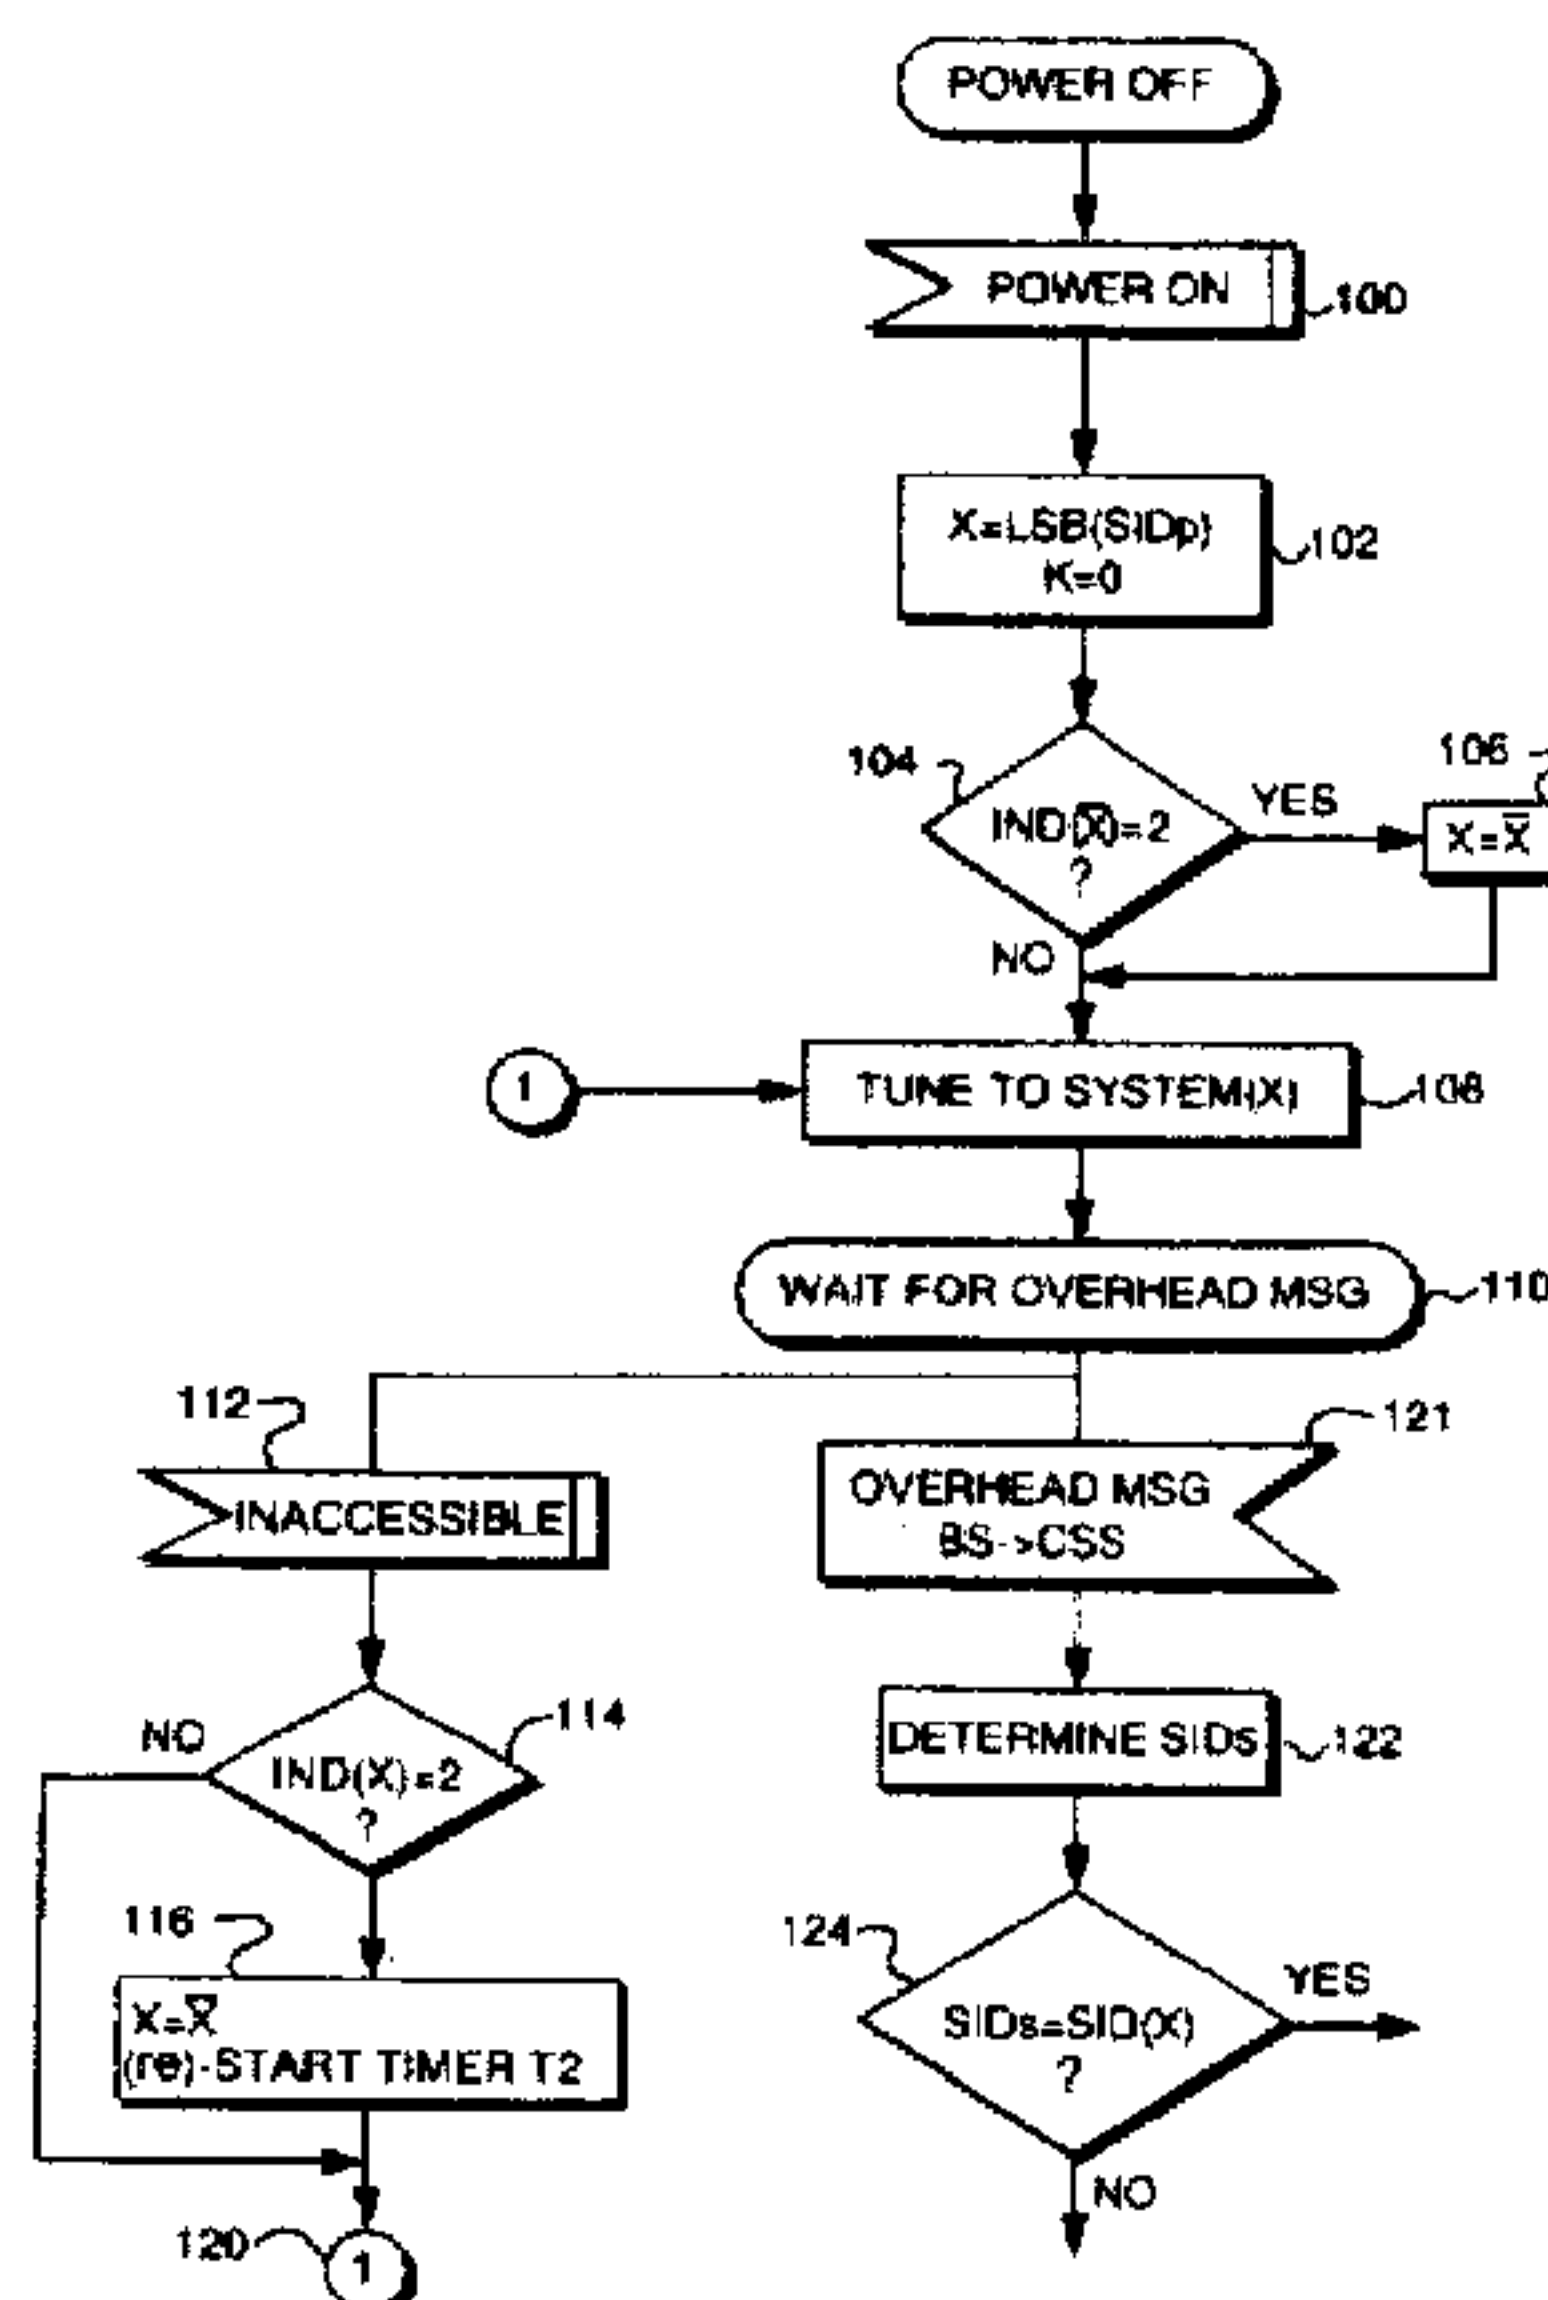 POWER OFF
POWER ON
100
X=LSB(SIDp)
K=0
102
104
IND(X̅)=2
?
YES
106
X=X̅
NO
1
TUNE TO SYSTEM(X)
108
WAIT FOR OVERHEAD MSG
110
112
INACCESSIBLE
121
OVERHEAD MSG
BS->CSS
NO
114
IND(X)=2
?
DETERMINE SIDs
122
116
X=X̅
(re)-START TIMER T2
124
SIDs=SID(X)
?
YES
NO
120
1